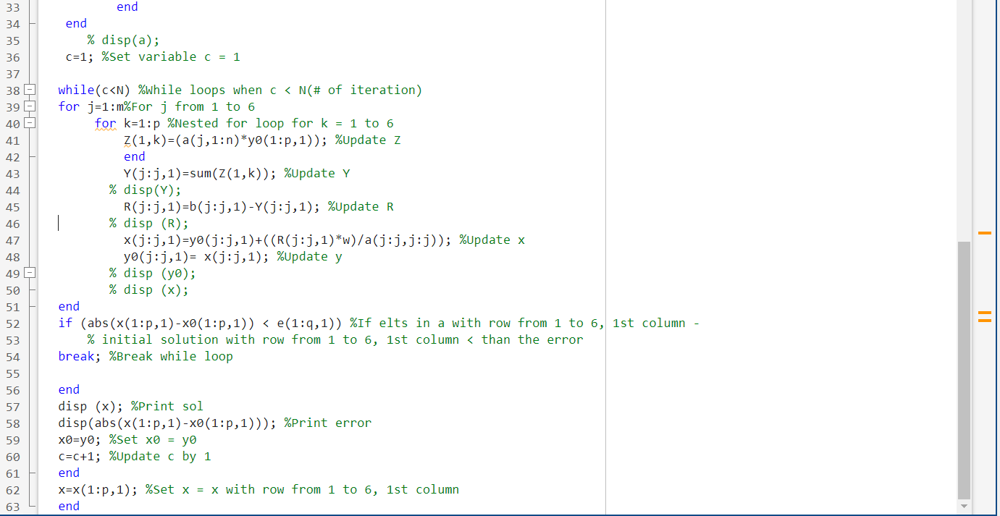 33 end
34 end
35 % disp(a);
36 c=1; %Set variable c = 1
37
38 while(c<N) %While loops when c < N(# of iteration)
39 for j=1:m%For j from 1 to 6
40 for k=1:p %Nested for loop for k = 1 to 6
41 Z(1,k)=(a(j,1:n)*y0(1:p,1)); %Update Z
42 end
43 Y(j:j,1)=sum(Z(1,k)); %Update Y
44 % disp(Y);
45 R(j:j,1)=b(j:j,1)-Y(j:j,1); %Update R
46 % disp (R);
47 x(j:j,1)=y0(j:j,1)+((R(j:j,1)*w)/a(j:j,j:j)); %Update x
48 y0(j:j,1)= x(j:j,1); %Update y
49 % disp (y0);
50 % disp (x);
51 end
52 if (abs(x(1:p,1)-x0(1:p,1)) < e(1:q,1)) %If elts in a with row from 1 to 6, 1st column -
53 % initial solution with row from 1 to 6, 1st column < than the error
54 break; %Break while loop
55
56 end
57 disp (x); %Print sol
58 disp(abs(x(1:p,1)-x0(1:p,1))); %Print error
59 x0=y0; %Set x0 = y0
60 c=c+1; %Update c by 1
61 end
62 x=x(1:p,1); %Set x = x with row from 1 to 6, 1st column
63 end